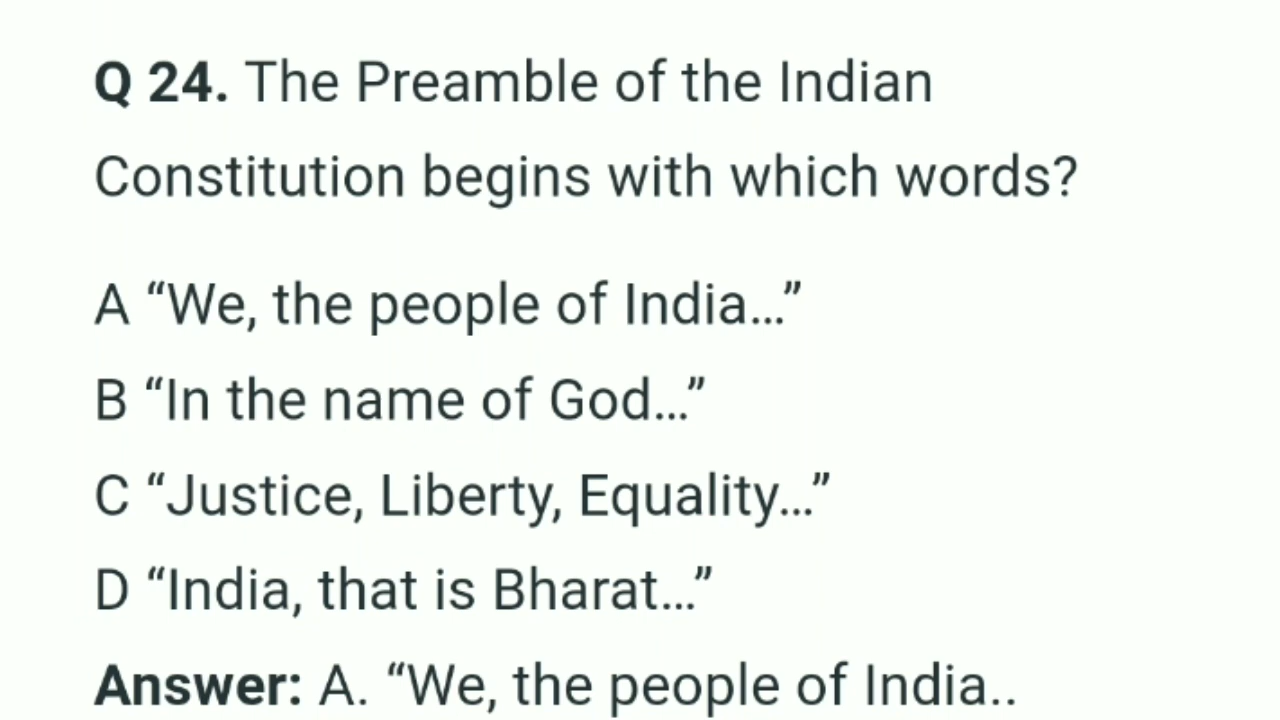 Q 24. The Preamble of the Indian
Constitution begins with which words?
A “We, the people of India...”
B “In the name of God...”
C “Justice, Liberty, Equality...”
D “India, that is Bharat...”
Answer: A. “We, the people of India..